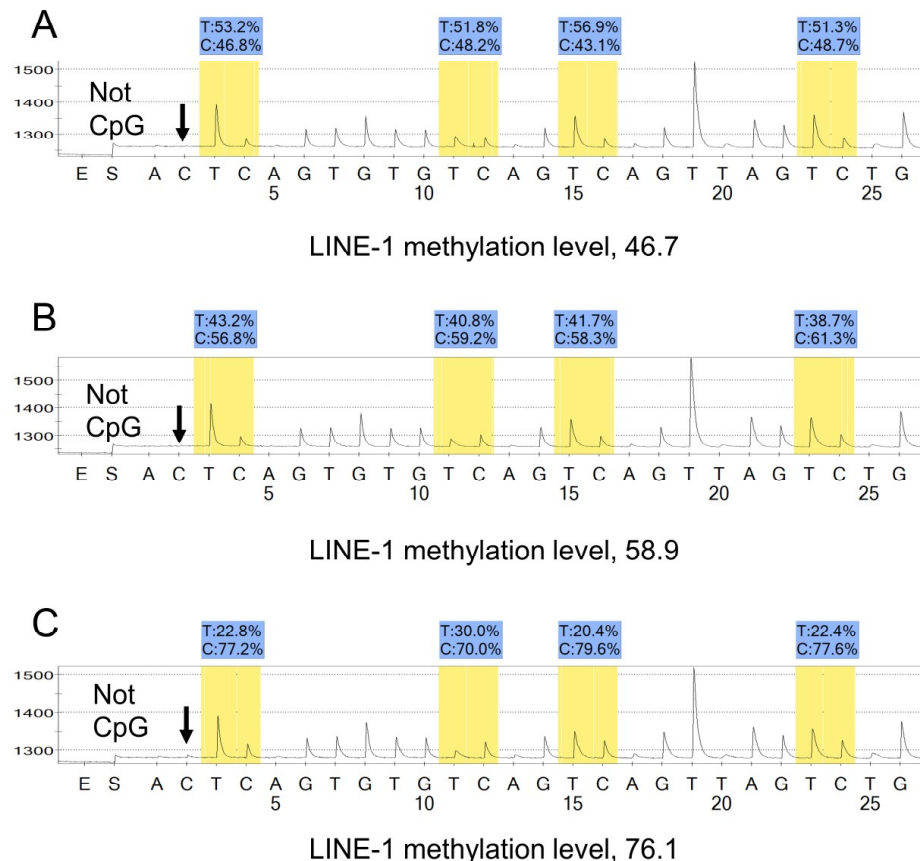 A
T:53.2% T:51.8% T:56.9% T:51.3%
C:46.8% C:48.2% C:43.1% C:48.7%
1500
1400
1300
Not
CpG
E S A C T C A G T G T G T C A G T C A G T T A G T C T G
5 10 15 20 25
LINE-1 methylation level, 46.7
B
T:43.2% T:40.8% T:41.7% T:38.7%
C:56.8% C:59.2% C:58.3% C:61.3%
1500
1400
1300
Not
CpG
E S A C T C A G T G T G T C A G T C A G T T A G T C T G
5 10 15 20 25
LINE-1 methylation level, 58.9
C
T:22.8% T:30.0% T:20.4% T:22.4%
C:77.2% C:70.0% C:79.6% C:77.6%
1500
1400
1300
Not
CpG
E S A C T C A G T G T G T C A G T C A G T T A G T C T G
5 10 15 20 25
LINE-1 methylation level, 76.1